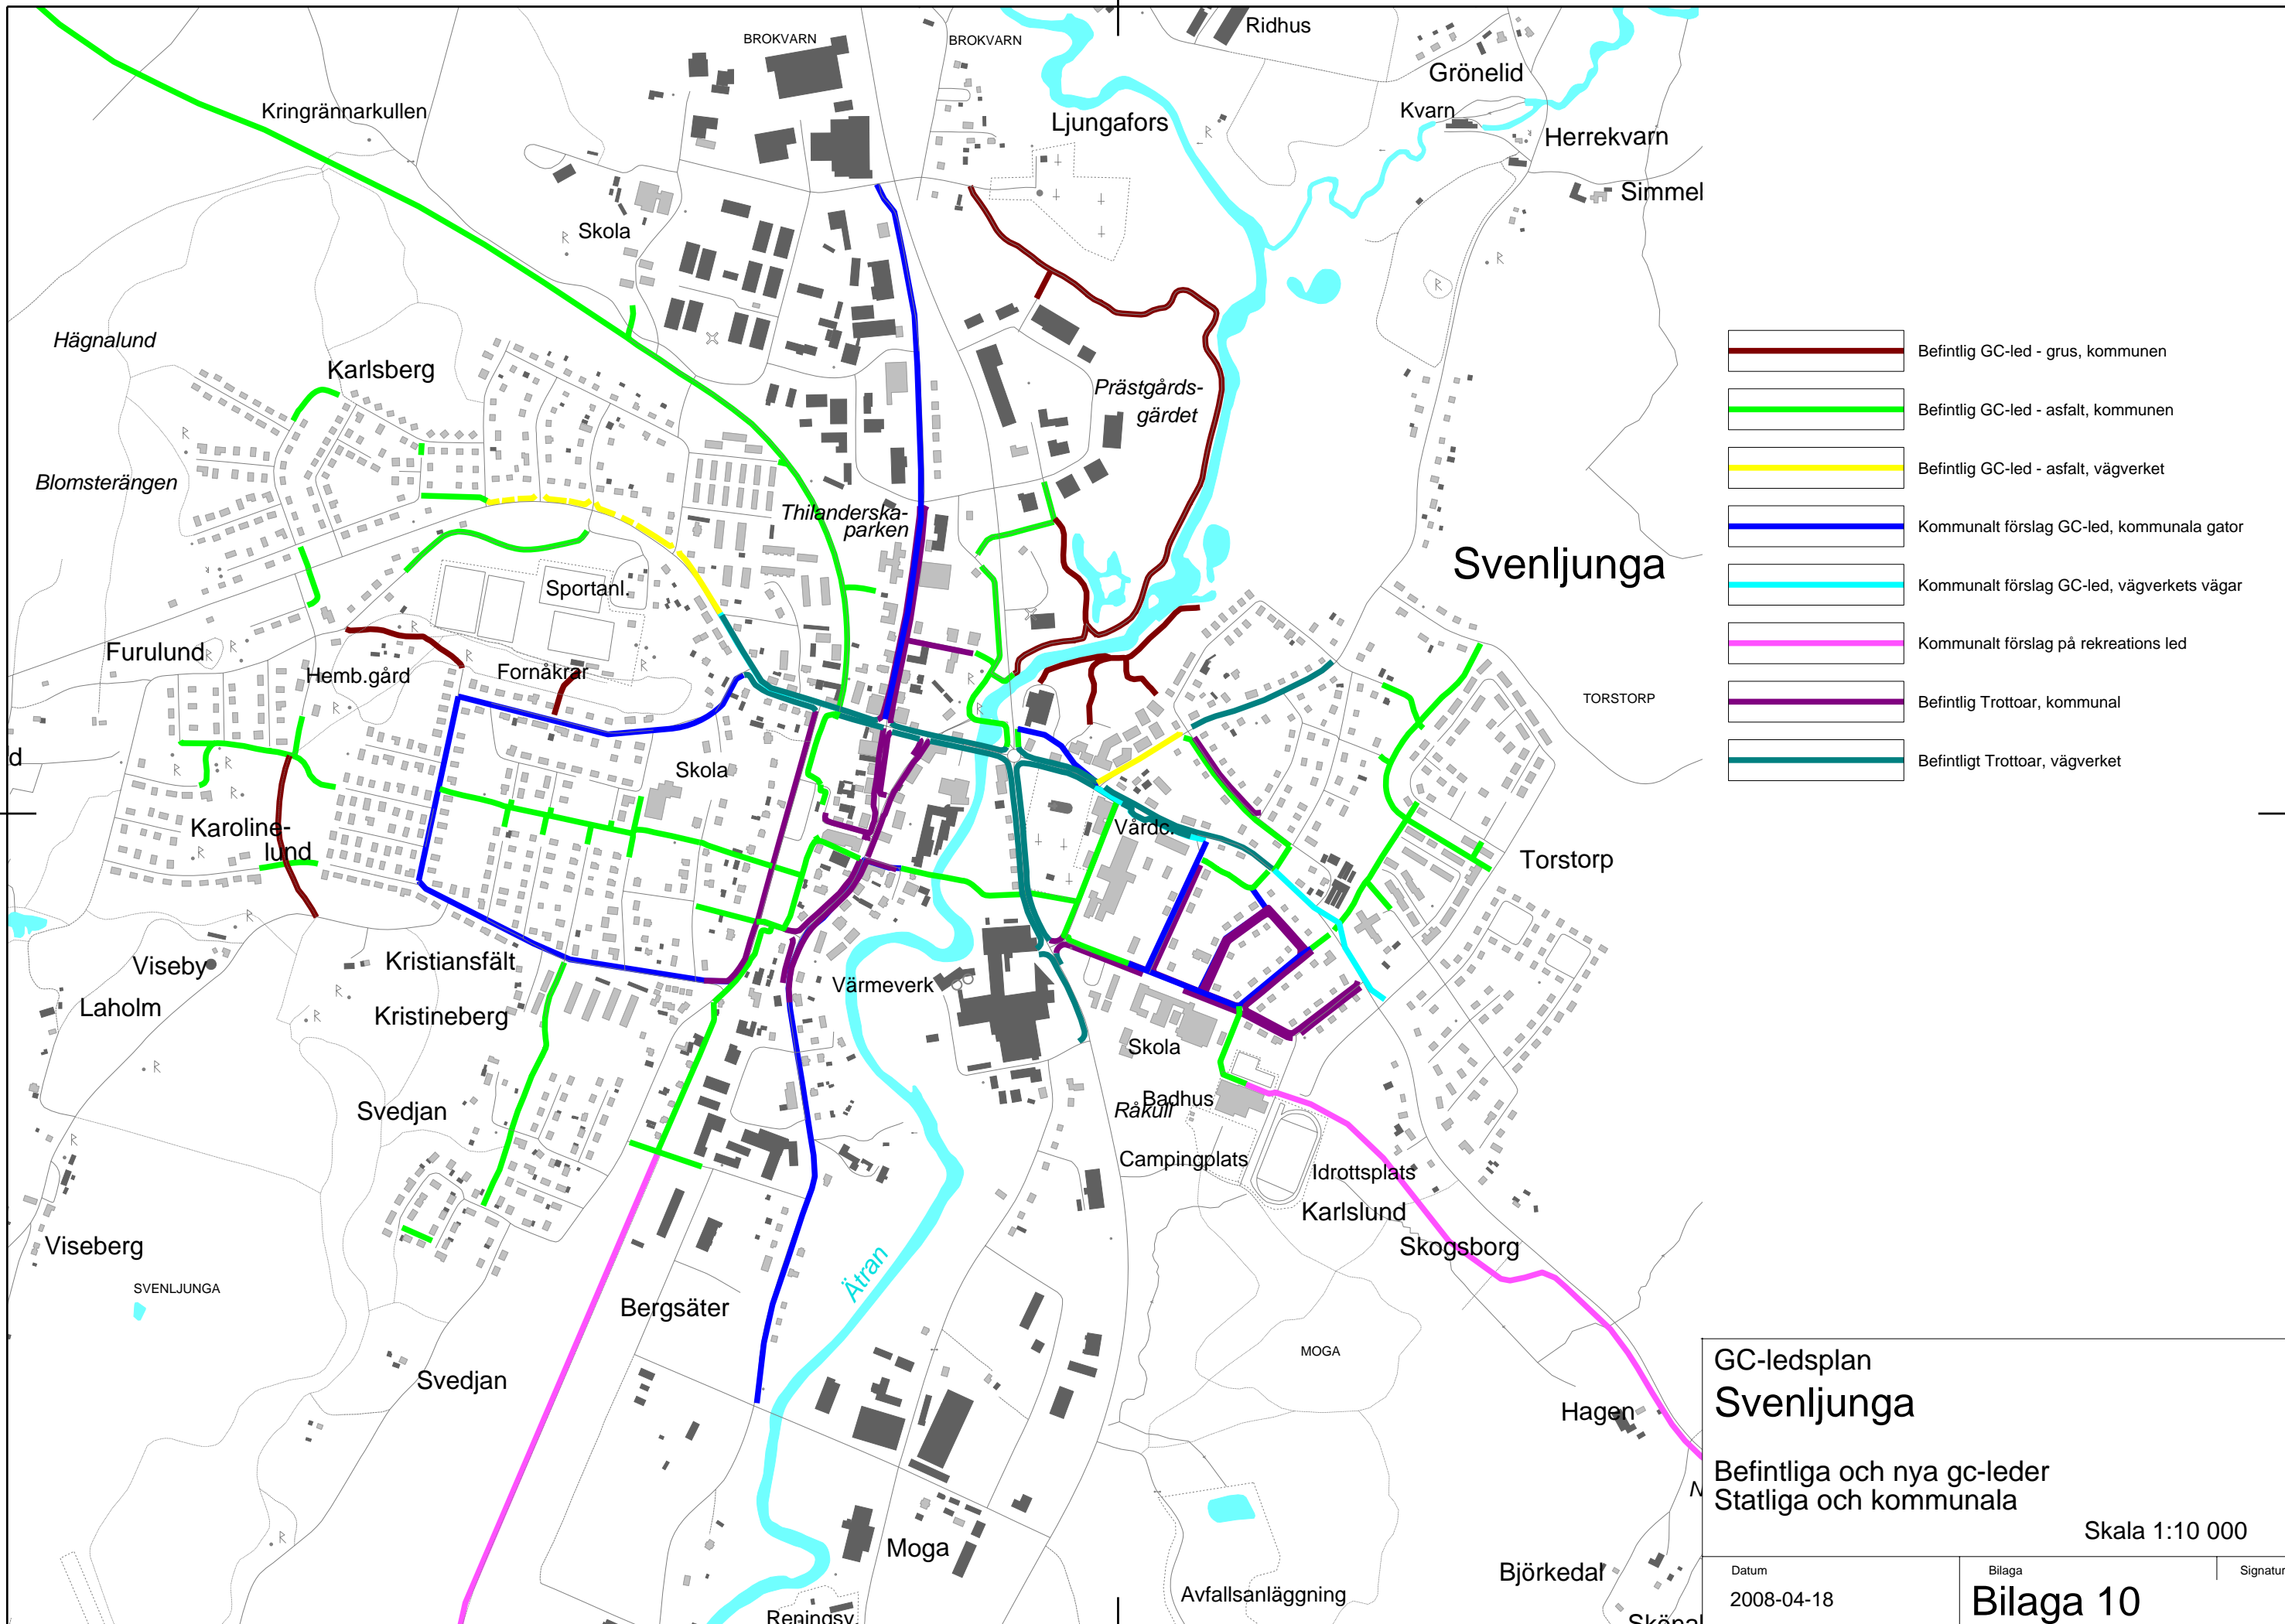 Ridhus
BROKVARN
BROKVARN
Grönelid
Kringrännarkullen
Kvarn
Ljungafors
Herrekvarn
Simmel
Skola
Hägnalund
Karlsberg
Prästgårds-
gärdet
Blomsterängen
Thilanderska-
parken
Svenljunga
Sportanl.
Furulund
Hemb.gård
Fornåkrar
TORSTORP
d
Skola
Karoline-
lund
Vårdc.
Torstorp
Viseby
Kristiansfält
Värmeverk
Laholm
Kristineberg
Skola
Svedjan
Badhus
Råkull
Campingplats
Idrottsplats
Karlslund
Viseberg
Skogsborg
SVENLJUNGA
Ätran
Bergsäter
MOGA
Svedjan
Hagen
N
Moga
Björkedal
Avfallsanläggning
Reningsv.
Befintlig GC-led - grus, kommunen
Befintlig GC-led - asfalt, kommunen
Befintlig GC-led - asfalt, vägverket
Kommunalt förslag GC-led, kommunala gator
Kommunalt förslag GC-led, vägverkets vägar
Kommunalt förslag på rekreations led
Befintlig Trottoar, kommunal
Befintligt Trottoar, vägverket
GC-ledsplan
Svenljunga
Befintliga och nya gc-leder
Statliga och kommunala
Skala 1:10 000
Datum
2008-04-18
Bilaga
Bilaga 10
Signatur